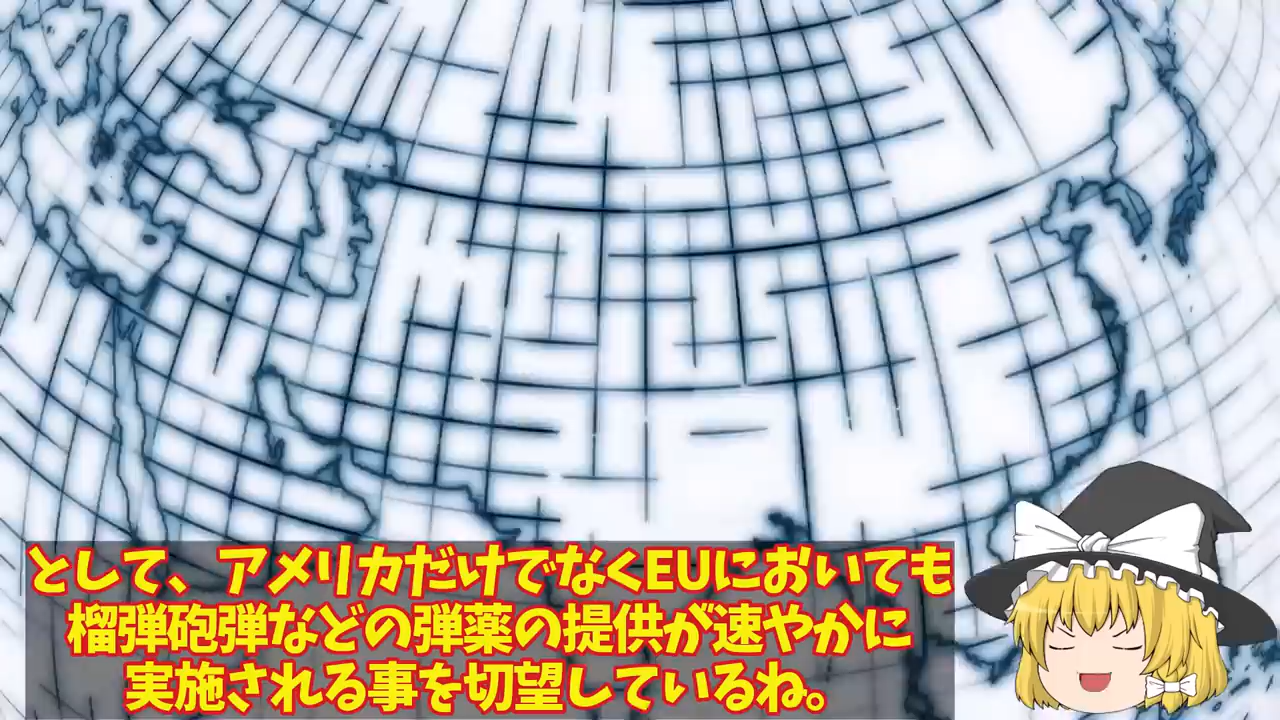 として、アメリカだけでなくEUにおいても
榴弾砲弾などの弾薬の提供が速やかに
実施される事を切望しているね。